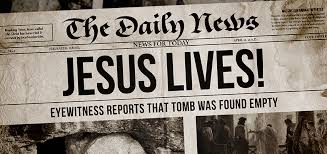 The Daily News
NEWS FOR TODAY
JESUS LIVES!
EYEWITNESS REPORTS THAT TOMB WAS FOUND EMPTY